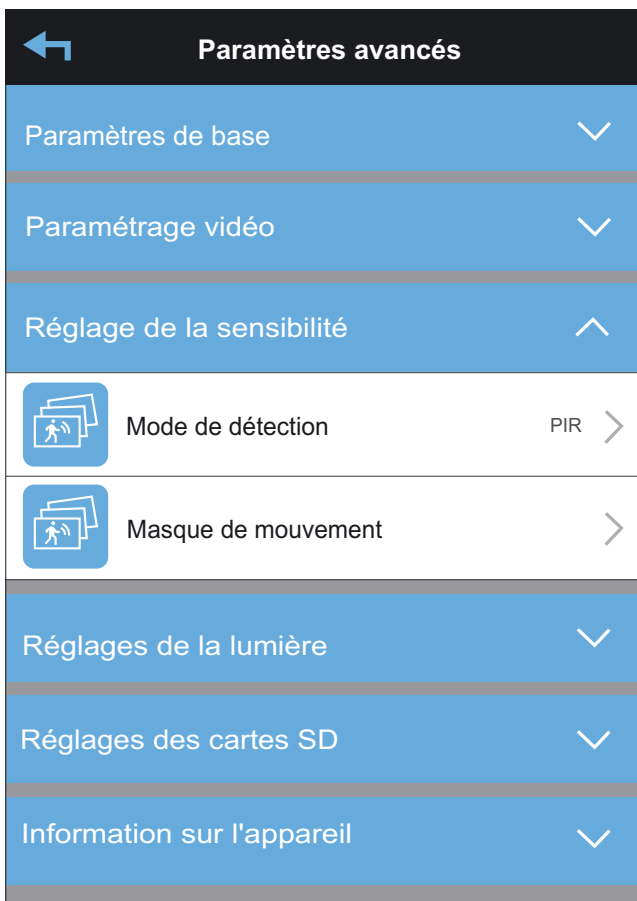 Paramètres avancés
Paramètres de base
Paramétrage vidéo
Réglage de la sensibilité
Mode de détection PIR
Masque de mouvement
Réglages de la lumière
Réglages des cartes SD
Information sur l'appareil